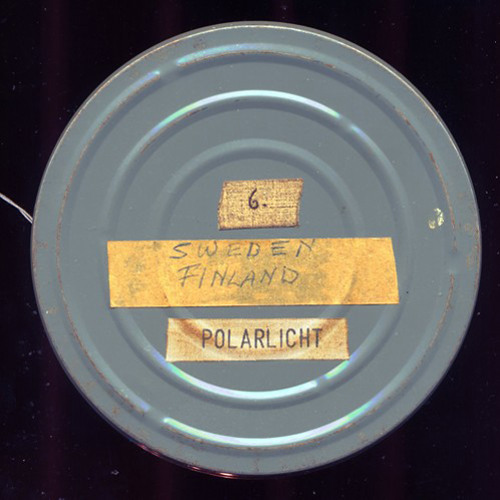 6.
SWEDEN
FINLAND
POLARLICHT